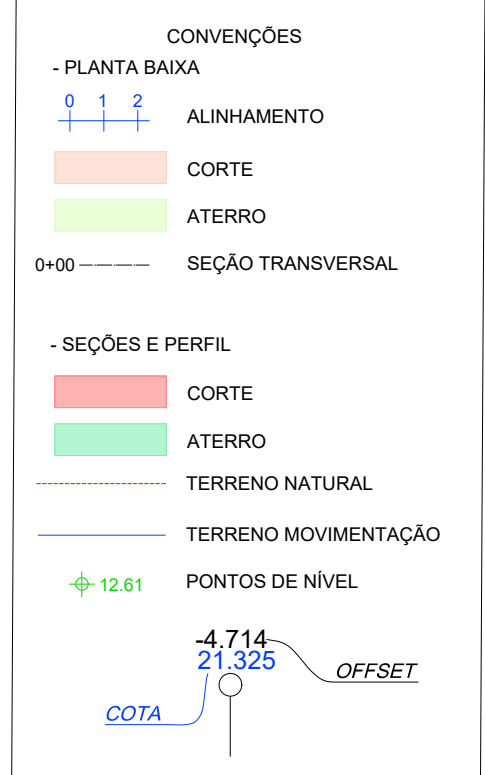 CONVENÇÕES
- PLANTA BAIXA
0 1 2
ALINHAMENTO
CORTE
ATERRO
0+00 SEÇÃO TRANSVERSAL
- SEÇÕES E PERFIL
CORTE
ATERRO
TERRENO NATURAL
TERRENO MOVIMENTAÇÃO
12.61 PONTOS DE NÍVEL
-4.714
21.325
OFFSET
COTA